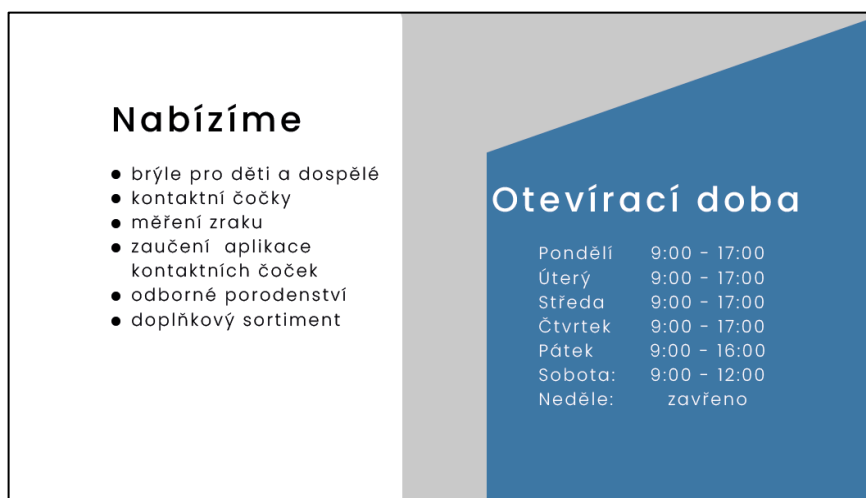 Nabízíme
● brýle pro děti a dospělé
● kontaktní čočky
● měření zraku
● zaučení aplikace
kontaktních čoček
● odborné porodenství
● doplňkový sortiment
Otevírací doba
Pondělí 9:00 - 17:00
Úterý 9:00 - 17:00
Středa 9:00 - 17:00
Čtvrtek 9:00 - 17:00
Pátek 9:00 - 16:00
Sobota: 9:00 - 12:00
Neděle: zavřeno